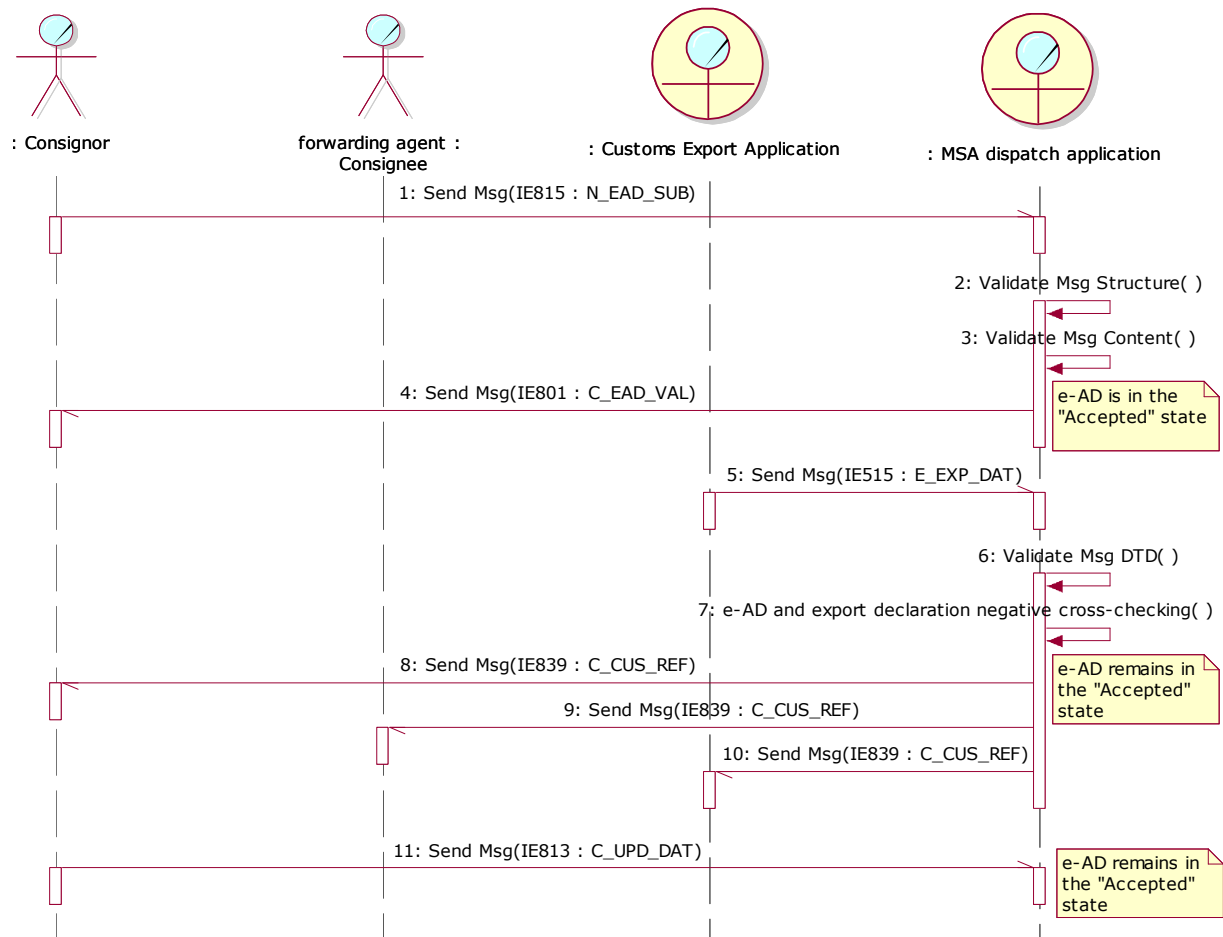 : Consignor
forwarding agent :
Consignee
: Customs Export Application
: MSA dispatch application
1: Send Msg(IE815 : N_EAD_SUB)
2: Validate Msg Structure( )
3: Validate Msg Content( )
4: Send Msg(IE801 : C_EAD_VAL)
e-AD is in the
"Accepted" state
5: Send Msg(IE515 : E_EXP_DAT)
6: Validate Msg DTD( )
7: e-AD and export declaration negative cross-checking( )
8: Send Msg(IE839 : C_CUS_REF)
e-AD remains in
the "Accepted"
state
9: Send Msg(IE839 : C_CUS_REF)
10: Send Msg(IE839 : C_CUS_REF)
11: Send Msg(IE813 : C_UPD_DAT)
e-AD remains in
the "Accepted"
state